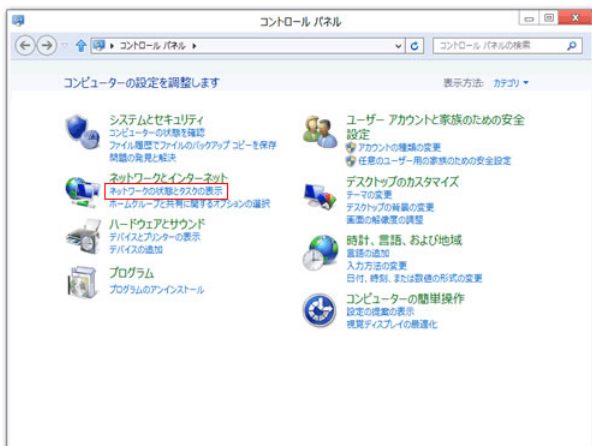 コントロール パネル
コントロール パネル
コントロール パネルの検索
コンピューターの設定を調整します
表示方法: カテゴリ
システムとセキュリティ
コンピューターの状態を確認
ファイル履歴でファイルのバックアップ コピーを保存
問題の発見と解決
ネットワークとインターネット
ネットワークの状態とタスクの表示
ホームグループと共有に関するオプションの選択
ハードウェアとサウンド
デバイスとプリンターの表示
デバイスの追加
プログラム
プログラムのアンインストール
ユーザー アカウントと家族のための安全
設定
アカウントの種類の変更
任意のユーザー用の家族のための安全設定
デスクトップのカスタマイズ
テーマの変更
デスクトップの背景の変更
画面の解像度の調整
時計、言語、および地域
言語の追加
入力方法の変更
日付、時刻、または数値の形式の変更
コンピューターの簡単操作
設定の提案の表示
視覚ディスプレイの最適化